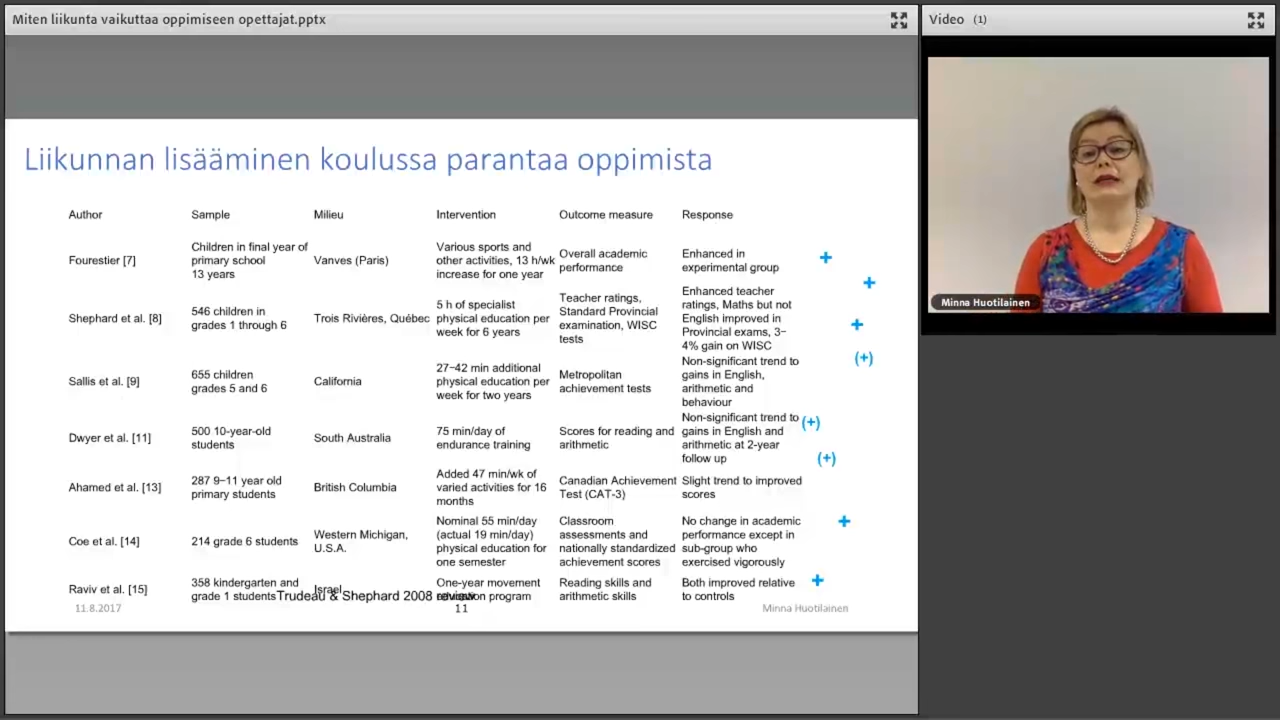 Miten liikunta vaikuttaa oppimiseen opettajat.pptx
Video (1)
Liikunnan lisääminen koulussa parantaa oppimista
Author
Sample
Milieu
Intervention
Outcome measure
Response
Fourestier [7]
Children in final year of
primary school
13 years
Vanves (Paris)
Various sports and
other activities, 13 h/wk
increase for one year
Overall academic
performance
Enhanced in
experimental group
+
+
Shephard et al. [8]
546 children in
grades 1 through 6
Trois Rivières, Québec
5 h of specialist
physical education per
week for 6 years
Teacher ratings,
Standard Provincial
examination, WISC
tests
Enhanced teacher
ratings, Maths but not
English improved in
Provincial exams, 3–
4% gain on WISC
+
(+)
Sallis et al. [9]
655 children
grades 5 and 6
California
27–42 min additional
physical education per
week for two years
Metropolitan
achievement tests
Non-significant trend to
gains in English,
arithmetic and
behaviour
Dwyer et al. [11]
500 10-year-old
students
South Australia
75 min/day of
endurance training
Scores for reading and
arithmetic
Non-significant trend to
gains in English and
arithmetic at 2-year
follow up
(+)
(+)
Ahamed et al. [13]
287 9–11 year old
primary students
British Columbia
Added 47 min/wk of
varied activities for 16
months
Canadian Achievement
Test (CAT-3)
Slight trend to improved
scores
Coe et al. [14]
214 grade 6 students
Western Michigan,
U.S.A.
Nominal 55 min/day
(actual 19 min/day)
physical education for
one semester
Classroom
assessments and
nationally standardized
achievement scores
No change in academic
performance except in
sub-group who
exercised vigorously
+
Raviv et al. [15]
358 kindergarten and
grade 1 students
Israel
One-year movement
education program
Reading skills and
arithmetic skills
Both improved relative
to controls
+
Trudeau & Shephard 2008 review
11.8.2017
11
Minna Huotilainen
Minna Huotilainen